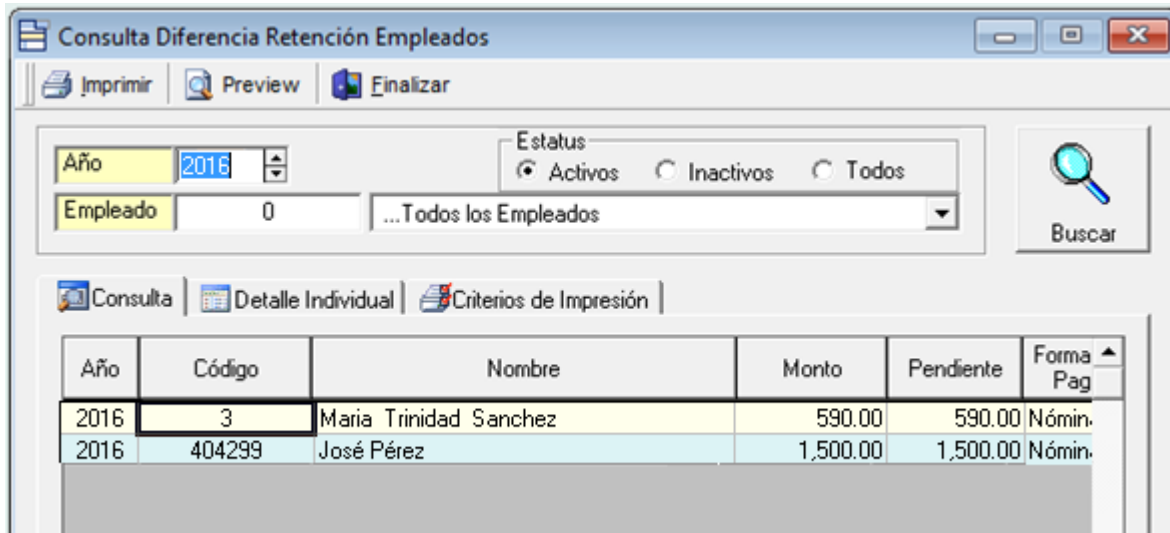 Consulta Diferencia Retención Empleados
Imprimir Preview Finalizar
Estatus
Año 2016 Activos Inactivos Todos
Empleado 0 ...Todos los Empleados
Buscar
Consulta Detalle Individual Criterios de Impresión
Año Código Nombre Monto Pendiente Forma Pag
2016 3 Maria Trinidad Sanchez 590.00 590.00 Nómin
2016 404299 José Pérez 1,500.00 1,500.00 Nómin